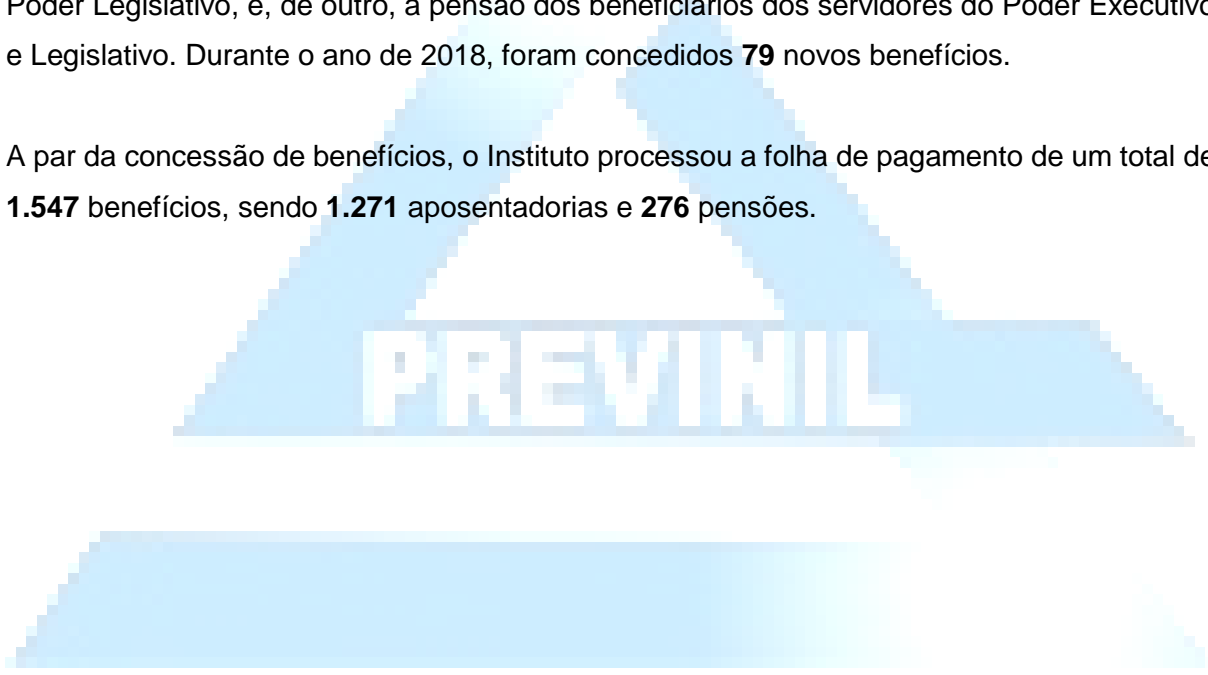 Poder Legislativo, e, de outro, a pensão dos beneficiários dos servidores do Poder Executivo
e Legislativo. Durante o ano de 2018, foram concedidos 79 novos benefícios.
A par da concessão de benefícios, o Instituto processou a folha de pagamento de um total de
1.547 benefícios, sendo 1.271 aposentadorias e 276 pensões.
PREVINIL